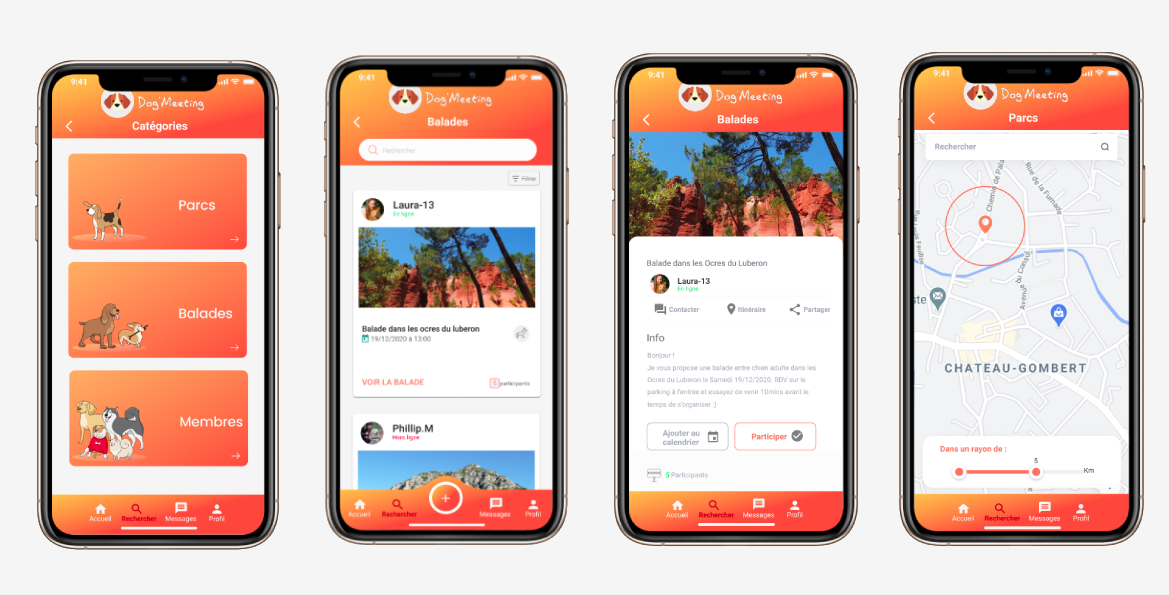 9:41
Dog'Meeting
Catégories
Parcs
Balades
Membres
Accueil
Rechercher
Messages
Profil
9:41
Dog'Meeting
Balades
Rechercher
Filtrer
Laura-13
En ligne
Balade dans les ocres du luberon
19/12/2020 à 13:00
VOIR LA BALADE
5 participants
Phillip.M
Hors ligne
Accueil
Rechercher
+
Messages
Profil
9:41
Dog'Meeting
Balades
Balade dans les Ocres du Luberon
Laura-13
En ligne
Contacter
Itinéraire
Partager
Info
Bonjour !
Je vous propose une balade entre chien adulte dans les
Ocres du Luberon le Samedi 19/12/2020. RDV sur le
parking à l'entrée et essayez de venir 10mins avant le
temps de s'organiser :)
Ajouter au
calendrier
Participer
5 Participants
Accueil
Rechercher
Messages
Profil
9:41
Dog'Meeting
Parcs
Rechercher
Chemin de Pala
Rue de la Fumade
Avenue
ste
CHATEAU-GOMBERT
Dans un rayon de :
5
Km
Accueil
Rechercher
Messages
Profil